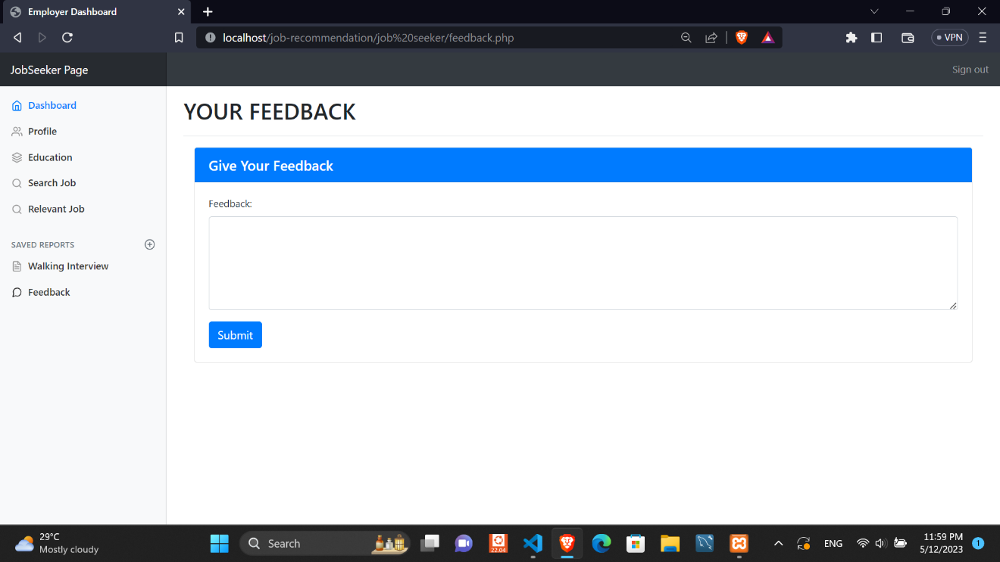 Employer Dashboard
localhost/job-recommendation/job%20seeker/feedback.php
VPN
JobSeeker Page
Sign out
Dashboard
Profile
Education
Search Job
Relevant Job
SAVED REPORTS
Walking Interview
Feedback
YOUR FEEDBACK
Give Your Feedback
Feedback:
Submit
29°C
Mostly cloudy
Search
22.04
ENG
11:59 PM
5/12/2023
1